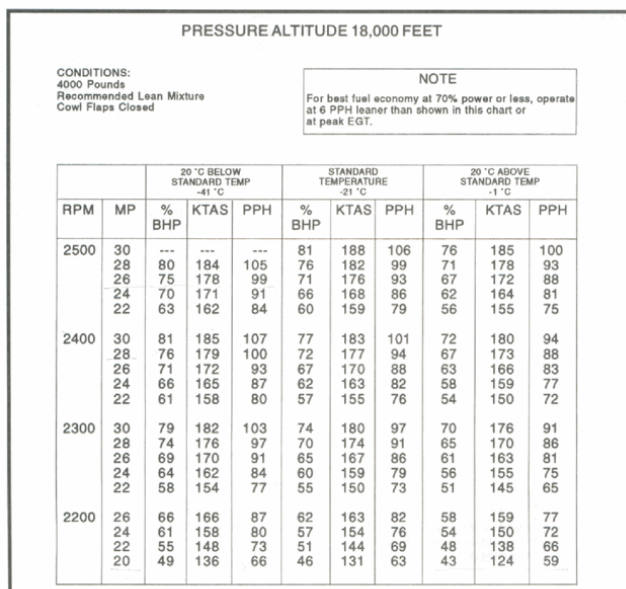 PRESSURE ALTITUDE 18,000 FEET
CONDITIONS:
4000 Pounds
Recommended Lean Mixture
Cowl Flaps Closed
NOTE
For best fuel economy at 70% power or less, operate
at 6 PPH leaner than shown in this chart or
at peak EGT.
20 °C BELOW STANDARD TEMP -41 °C
STANDARD TEMPERATURE -21 °C
20 °C ABOVE STANDARD TEMP -1 °C
RPM MP % BHP KTAS PPH % BHP KTAS PPH % BHP KTAS PPH
2500 30 --- --- --- 81 188 106 76 185 100
28 80 184 105 76 182 99 71 178 93
26 75 178 99 71 176 93 67 172 88
24 70 171 91 66 168 86 62 164 81
22 63 162 84 60 159 79 56 155 75
2400 30 81 185 107 77 183 101 72 180 94
28 76 179 100 72 177 94 67 173 88
26 71 172 93 67 170 88 63 166 83
24 66 165 87 62 163 82 58 159 77
22 61 158 80 57 155 76 54 150 72
2300 30 79 182 103 74 180 97 70 176 91
28 74 176 97 70 174 91 65 170 86
26 69 170 91 65 167 86 61 163 81
24 64 162 84 60 159 79 56 155 75
22 58 154 77 55 150 73 51 145 65
2200 26 66 166 87 62 163 82 58 159 77
24 61 158 80 57 154 76 54 150 72
22 55 148 73 51 144 69 48 138 66
20 49 136 66 46 131 63 43 124 59